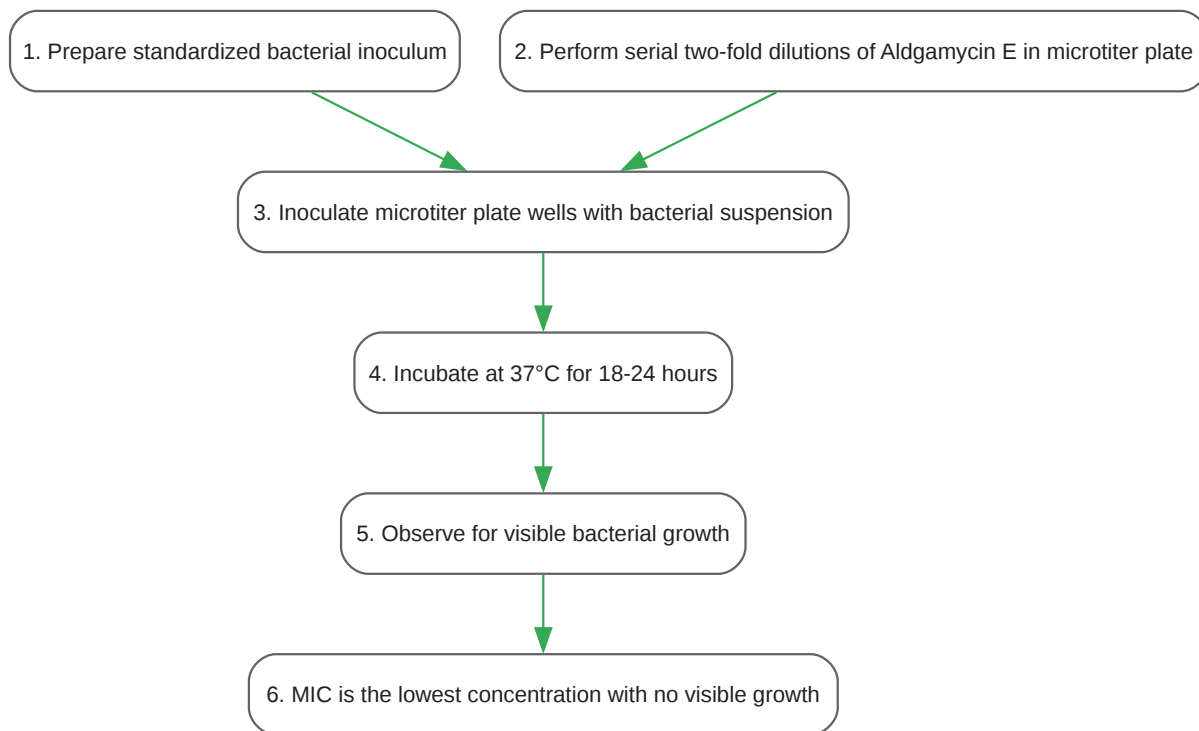 1. Prepare standardized bacterial inoculum
2. Perform serial two-fold dilutions of Aldgamycin E in microtiter plate
3. Inoculate microtiter plate wells with bacterial suspension
4. Incubate at 37°C for 18-24 hours
5. Observe for visible bacterial growth
6. MIC is the lowest concentration with no visible growth